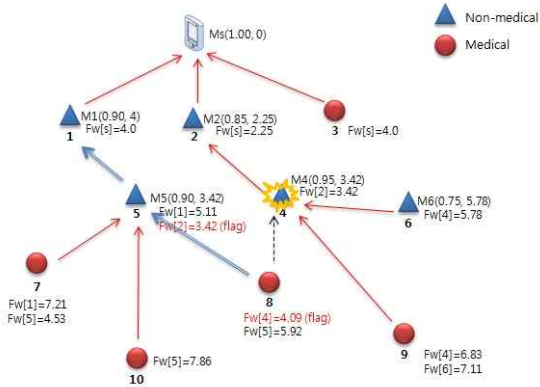 Non-medical
Medical
Ms(1.00, 0)
M1(0.90, 4)
Fw[s]=4.0
1
M2(0.85, 2.25)
Fw[s]=2.25
2
3
Fw[s]=4.0
M5(0.90, 3.42)
Fw[1]=5.11
Fw[2]=3.42 (flag)
5
M4(0.95, 3.42)
Fw[2]=3.42
4
M6(0.75, 5.78)
Fw[4]=5.78
6
7
Fw[1]=7.21
Fw[5]=4.53
8
Fw[4]=4.09 (flag)
Fw[5]=5.92
9
Fw[4]=6.83
Fw[6]=7.11
Fw[5]=7.86
10